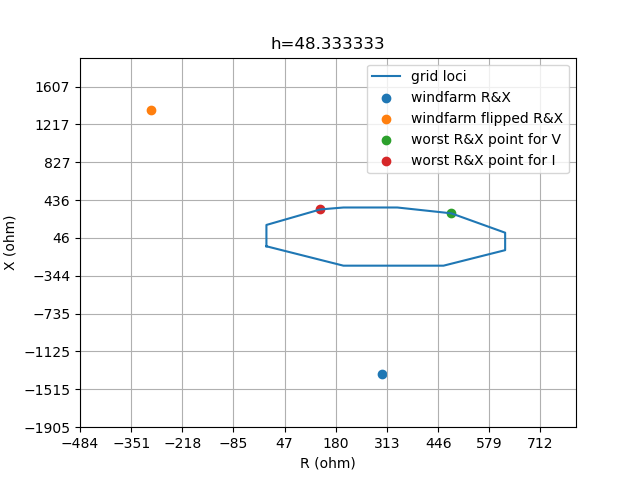 h=48.333333
grid loci
windfarm R&X
windfarm flipped R&X
worst R&X point for V
worst R&X point for I
1607
1217
827
436
46
−344
−735
−1125
−1515
−1905
X (ohm)
−484 −351 −218 −85 47 180 313 446 579 712
R (ohm)